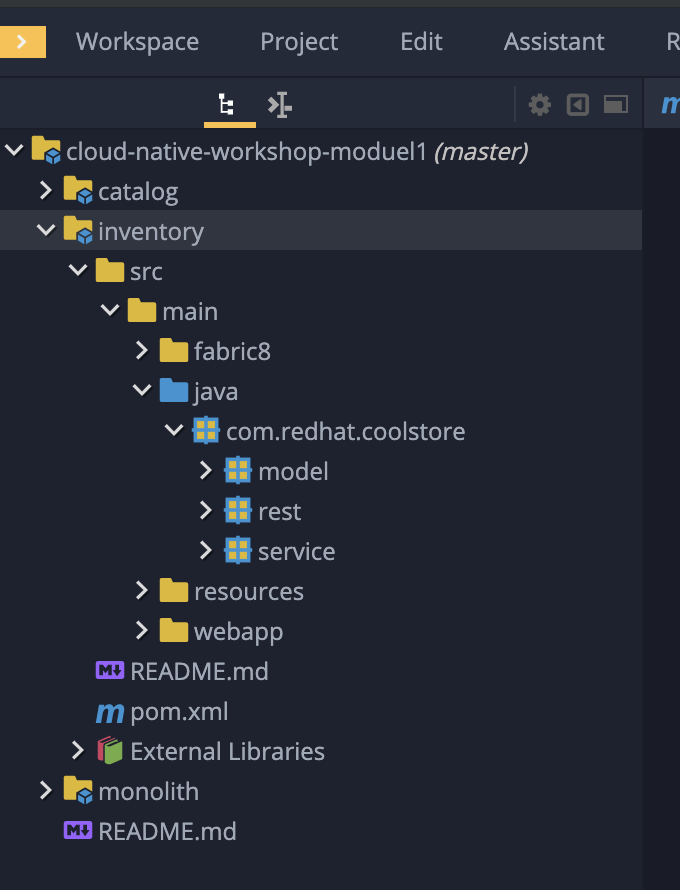 Workspace Project Edit Assistant R
m
cloud-native-workshop-moduel1 (master)
catalog
inventory
src
main
fabric8
java
com.redhat.coolstore
model
rest
service
resources
webapp
M README.md
m pom.xml
External Libraries
monolith
M README.md